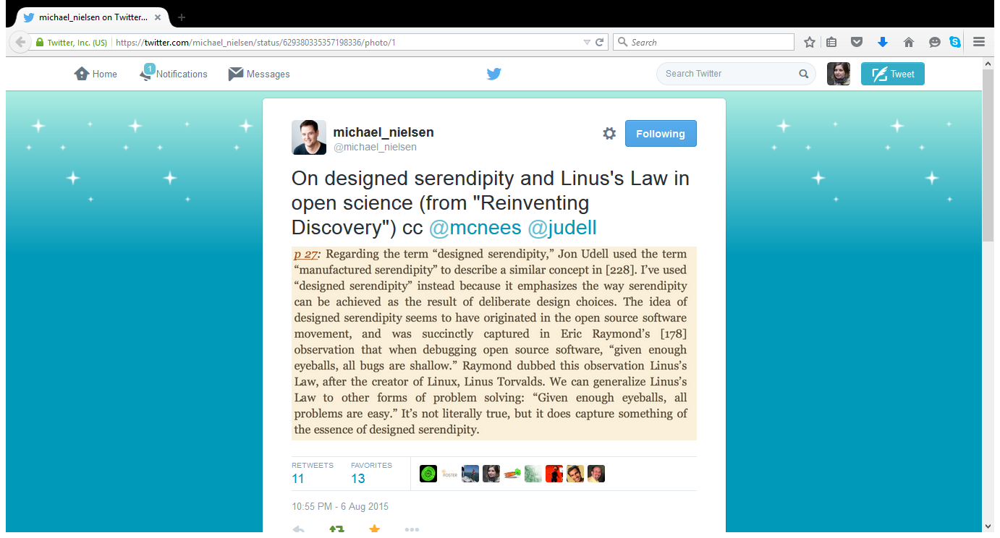 michael_nielsen on Twitter...
Twitter, Inc. (US) https://twitter.com/michael_nielsen/status/629380335357198336/photo/1
Search
Home
1
Notifications
Messages
Search Twitter
Tweet
michael_nielsen
@michael_nielsen
Following
On designed serendipity and Linus's Law in
open science (from "Reinventing
Discovery") cc @mcnees @judell
p 27: Regarding the term “designed serendipity,” Jon Udell used the term
“manufactured serendipity” to describe a similar concept in [228]. I’ve used
“designed serendipity” instead because it emphasizes the way serendipity
can be achieved as the result of deliberate design choices. The idea of
designed serendipity seems to have originated in the open source software
movement, and was succinctly captured in Eric Raymond’s [178]
observation that when debugging open source software, “given enough
eyeballs, all bugs are shallow.” Raymond dubbed this observation Linus’s
Law, after the creator of Linux, Linus Torvalds. We can generalize Linus’s
Law to other forms of problem solving: “Given enough eyeballs, all
problems are easy.” It’s not literally true, but it does capture something of
the essence of designed serendipity.
RETWEETS FAVORITES
11 13
FOSTER
10:55 PM - 6 Aug 2015